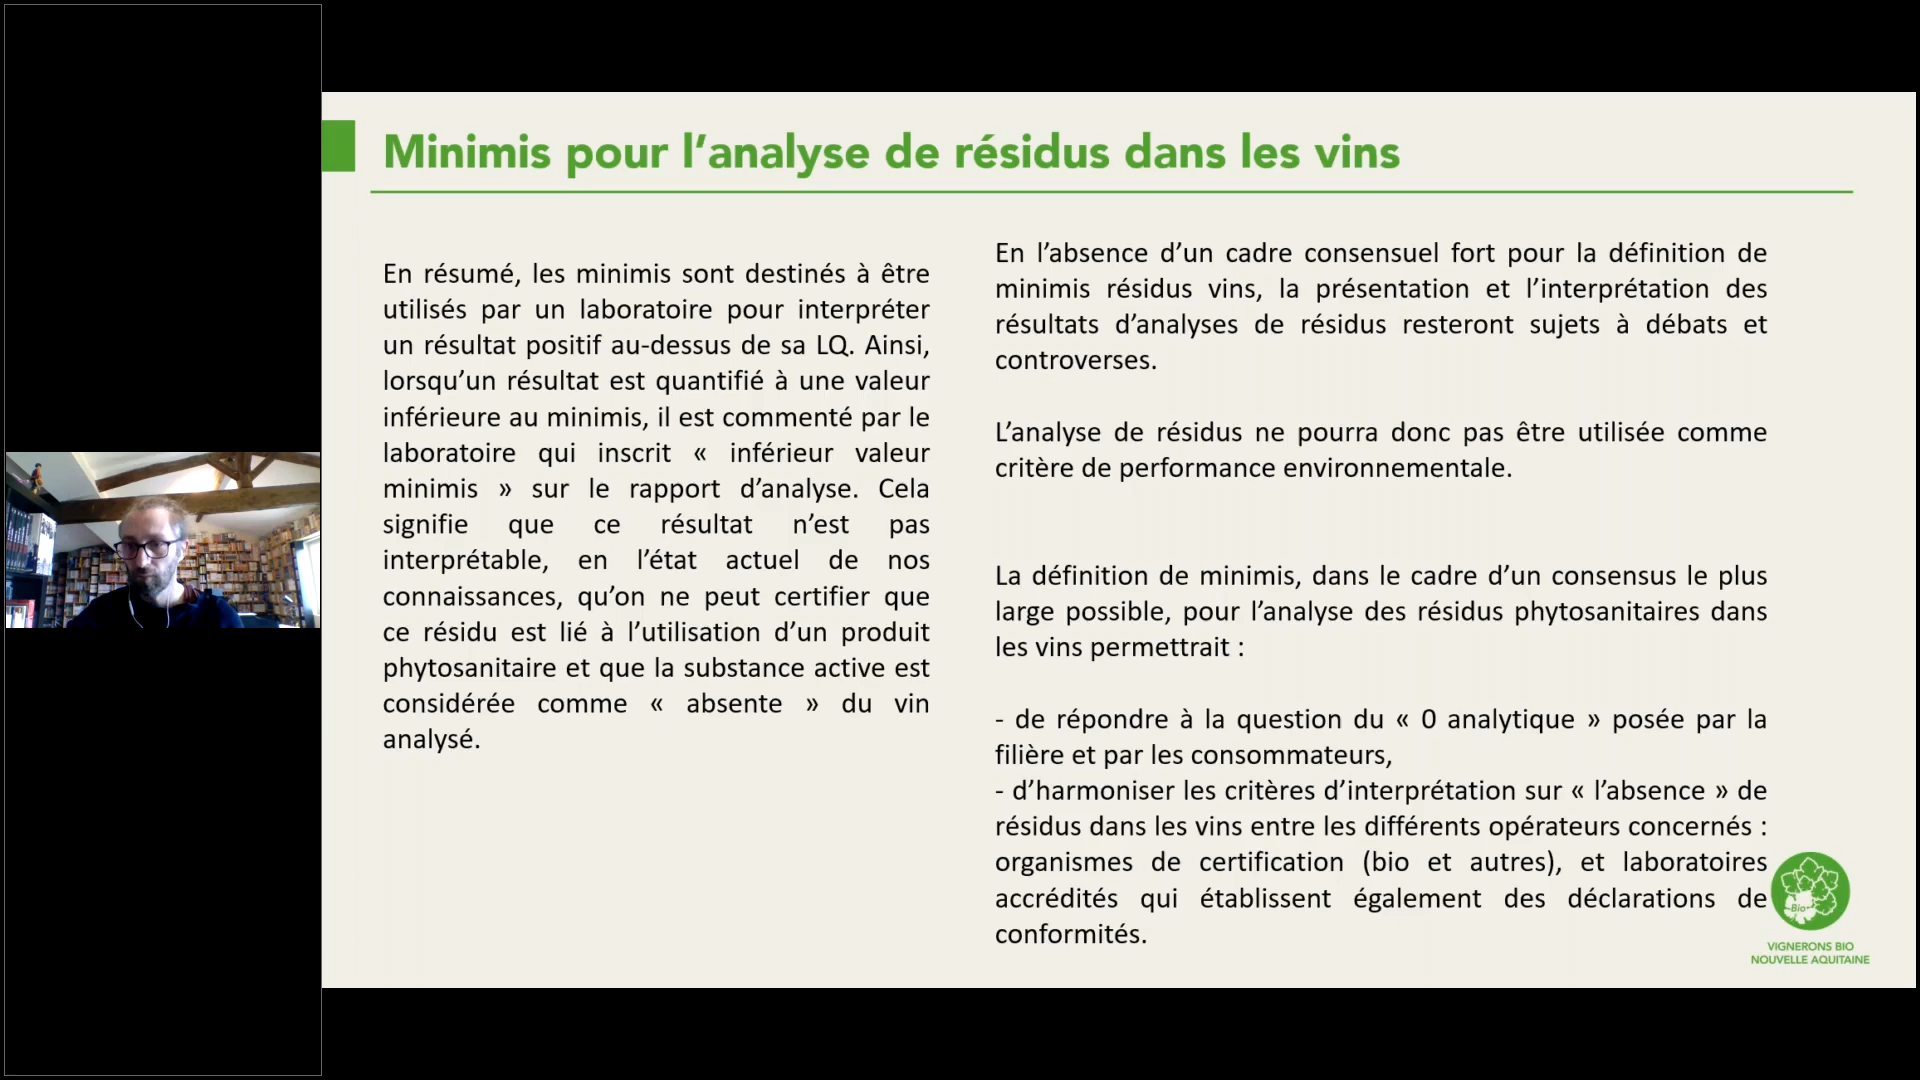 Minimis pour l’analyse de résidus dans les vins
En résumé, les minimis sont destinés à être
utilisés par un laboratoire pour interpréter
un résultat positif au-dessus de sa LQ. Ainsi,
lorsqu’un résultat est quantifié à une valeur
inférieure au minimis, il est commenté par le
laboratoire qui inscrit « inférieur valeur
minimis » sur le rapport d’analyse. Cela
signifie que ce résultat n’est pas
interprétable, en l’état actuel de nos
connaissances, qu’on ne peut certifier que
ce résidu est lié à l’utilisation d’un produit
phytosanitaire et que la substance active est
considérée comme « absente » du vin
analysé.
En l’absence d’un cadre consensuel fort pour la définition de
minimis résidus vins, la présentation et l’interprétation des
résultats d’analyses de résidus resteront sujets à débats et
controverses.
L’analyse de résidus ne pourra donc pas être utilisée comme
critère de performance environnementale.
La définition de minimis, dans le cadre d’un consensus le plus
large possible, pour l’analyse des résidus phytosanitaires dans
les vins permettrait :
- de répondre à la question du « 0 analytique » posée par la
filière et par les consommateurs,
- d’harmoniser les critères d’interprétation sur « l’absence » de
résidus dans les vins entre les différents opérateurs concernés :
organismes de certification (bio et autres), et laboratoires
accrédités qui établissent également des déclarations de
conformités.
Bio
VIGNERONS BIO
NOUVELLE AQUITAINE